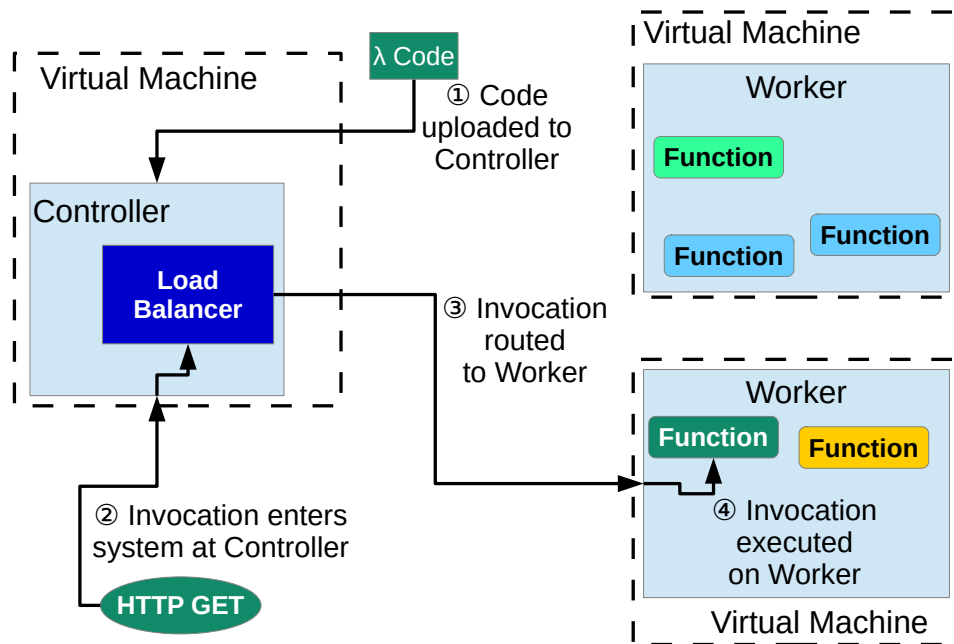 Virtual Machine
λ Code
① Code
uploaded to
Controller
Controller
Load
Balancer
② Invocation enters
system at Controller
HTTP GET
③ Invocation
routed
to Worker
Virtual Machine
Worker
Function
Function
Function
Worker
Function
Function
④ Invocation
executed
on Worker
Virtual Machine